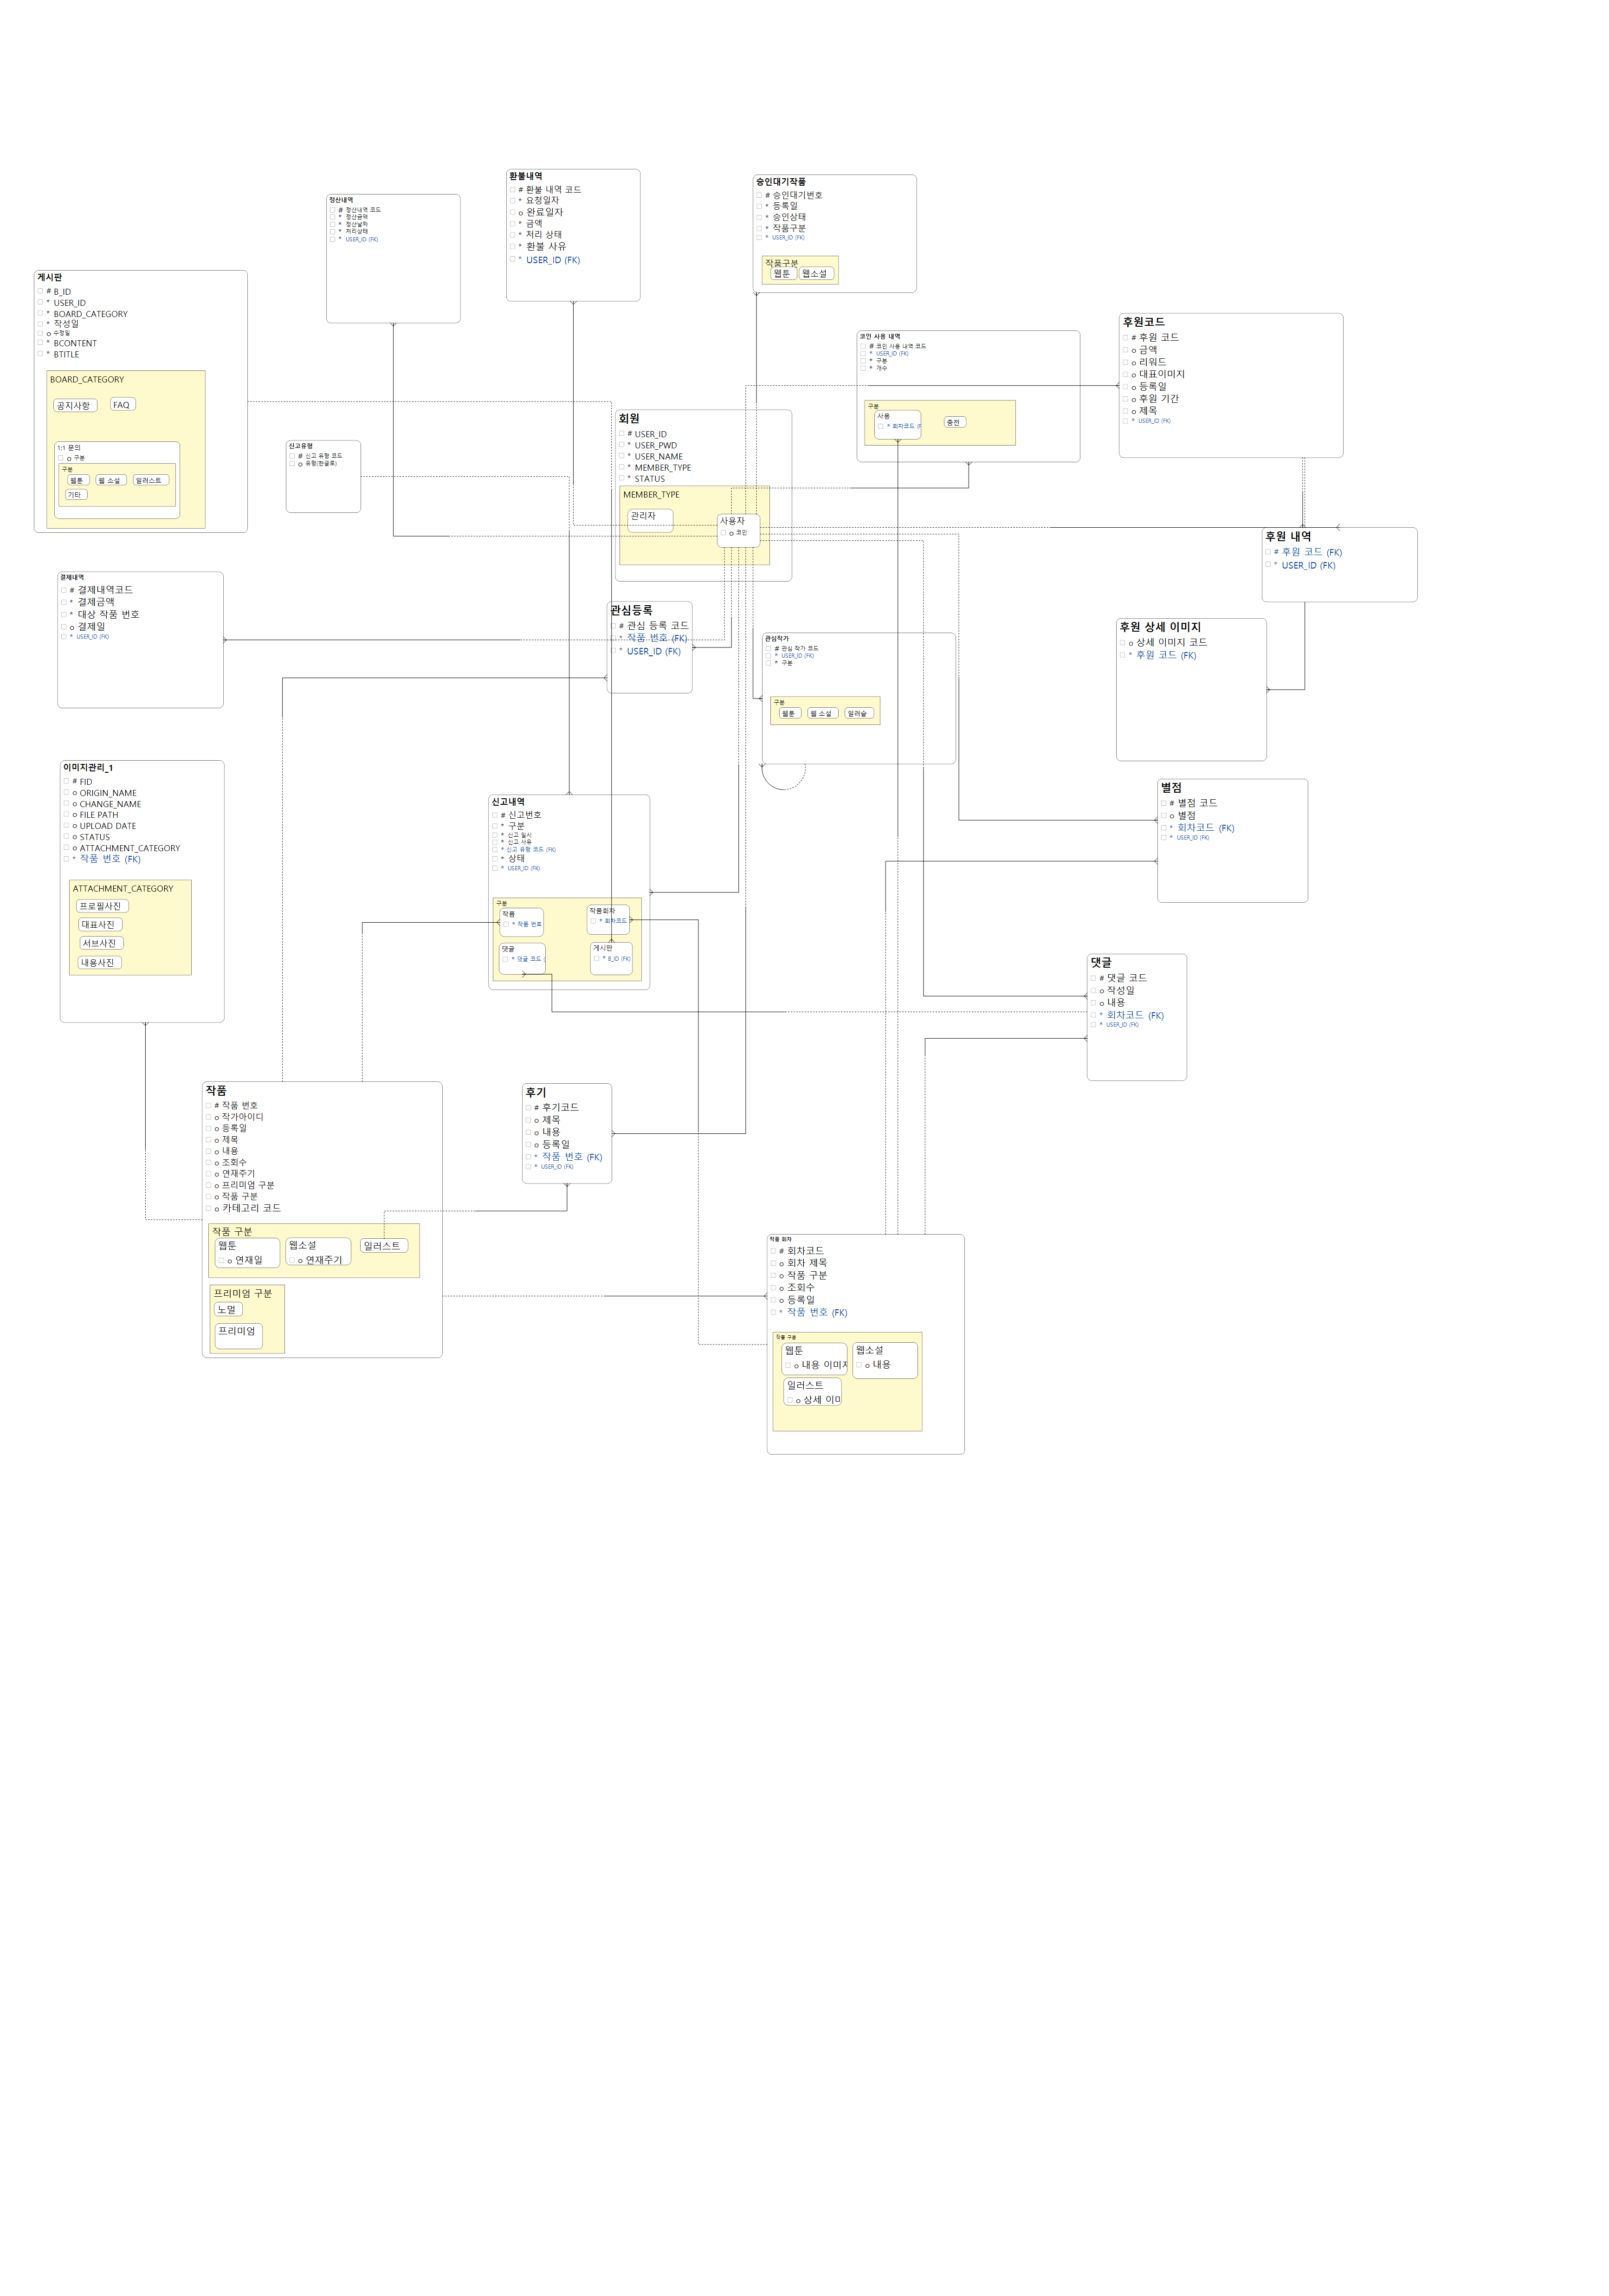 환불내역
# 환불 내역 코드
* 요청일자
o 완료일자
* 금액
* 처리 상태
* 환불 사유
* USER_ID (FK)
승인대기작품
# 승인대기번호
* 등록일
* 승인상태
* 작품구분
* USER_ID (FK)
작품구분
웹툰
웹소설
정산내역
# 정산내역 코드
* 정산금액
* 정산날짜
* 처리상태
* USER_ID (FK)
게시판
# B_ID
* USER_ID
* BOARD_CATEGORY
* 작성일
o 수정일
* BCONTENT
* BTITLE
BOARD_CATEGORY
공지사항
FAQ
1:1 문의
o 구분
구분
웹툰
웹 소설
일러스트
기타
후원코드
# 후원 코드
o 금액
o 리워드
o 대표이미지
o 등록일
o 후원 기간
o 제목
* USER_ID (FK)
코인 사용 내역
# 코인 사용 내역 코드
* USER_ID (FK)
* 구분
* 개수
구분
사용
* 회차코드 (F
충전
회원
# USER_ID
* USER_PWD
* USER_NAME
* MEMBER_TYPE
* STATUS
MEMBER_TYPE
관리자
사용자
o 코인
신고유형
# 신고 유형 코드
o 유형(한글로)
후원 내역
# 후원 코드 (FK)
* USER_ID (FK)
결제내역
# 결제내역코드
* 결제금액
* 대상 작품 번호
o 결제일
* USER_ID (FK)
관심등록
# 관심 등록 코드
* 작품 번호 (FK)
* USER_ID (FK)
관심작가
# 관심 작가 코드
* USER_ID (FK)
* 구분
구분
웹툰
웹 소설
일러슽
후원 상세 이미지
o 상세 이미지 코드
* 후원 코드 (FK)
이미지관리_1
# FID
o ORIGIN_NAME
o CHANGE_NAME
o FILE PATH
o UPLOAD DATE
o STATUS
o ATTACHMENT_CATEGORY
* 작품 번호 (FK)
ATTACHMENT_CATEGORY
프로필사진
대표사진
서브사진
내용사진
신고내역
# 신고번호
* 구분
* 신고 일시
* 신고 사유
* 신고 유형 코드 (FK)
* 상태
* USER_ID (FK)
구분
작품
* 작품 번호
작품회차
* 회차코드
댓글
* 덧글 코드 (
게시판
* B_ID (FK)
별점
# 별점 코드
o 별점
* 회차코드 (FK)
* USER_ID (FK)
댓글
# 댓글 코드
o 작성일
o 내용
* 회차코드 (FK)
* USER_ID (FK)
작품
# 작품 번호
o 작가아이디
o 등록일
o 제목
o 내용
o 조회수
o 연재주기
o 프리미엄 구분
o 작품 구분
o 카테고리 코드
작품 구분
웹툰
o 연재일
웹소설
o 연재주기
일러스트
프리미엄 구분
노멀
프리미엄
후기
# 후기코드
o 제목
o 내용
o 등록일
* 작품 번호 (FK)
* USER_ID (FK)
작품 회차
# 회차코드
o 회차 제목
o 작품 구분
o 조회수
o 등록일
* 작품 번호 (FK)
작품 구분
웹툰
o 내용 이미지
웹소설
o 내용
일러스트
o 상세 이미